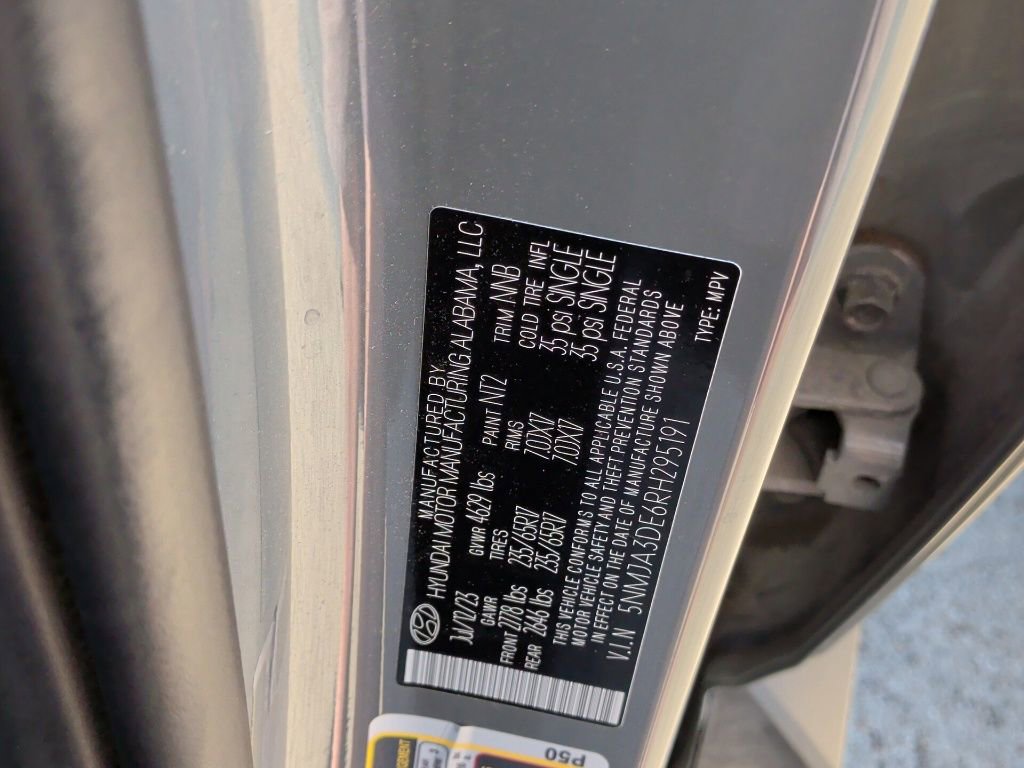 MANUFACTURED BY
HYUNDAI MOTOR MANUFACTURING ALABAMA, LLC
GVWR 4629 lbs PAINT NT2 TRIM NNB
GAWR TIRES RIMS COLD TIRE INFL
FRONT 2778 lbs 235/65R17 7.0JX17 35 psi SINGLE
REAR 2648 lbs 235/65R17 7.0JX17 35 psi SINGLE
THIS VEHICLE CONFORMS TO ALL APPLICABLE U.S.A. FEDERAL
MOTOR VEHICLE SAFETY AND THEFT PREVENTION STANDARDS
IN EFFECT ON THE DATE OF MANUFACTURE SHOWN ABOVE
V.I.N 5NMJA3DE6RH295191 TYPE: MPV
P50